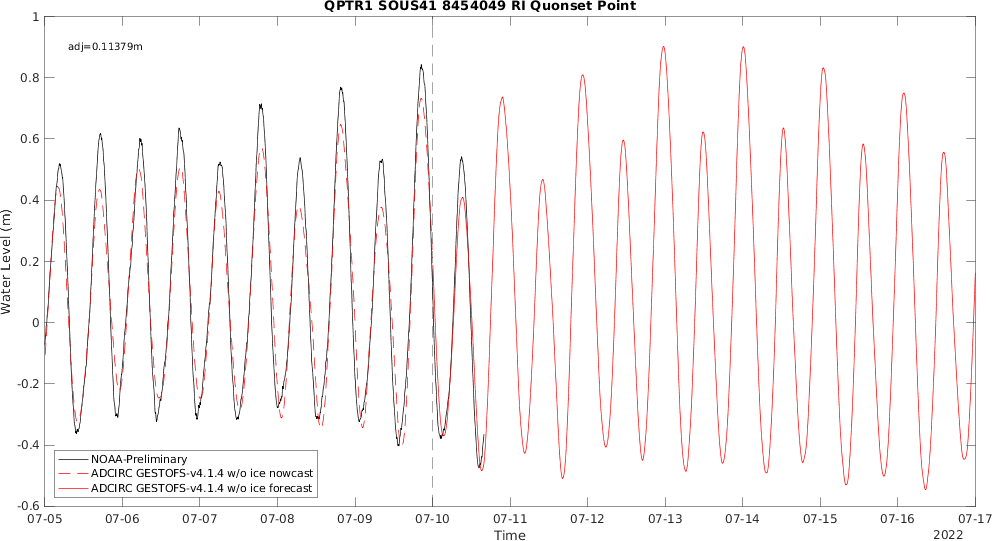 QPTR1 SOUS41 8454049 RI Quonset Point
adj=0.11379m
1
0.8
0.6
0.4
0.2
0
-0.2
-0.4
-0.6
Water Level (m)
NOAA-Preliminary
ADCIRC GESTOFS-v4.1.4 w/o ice nowcast
ADCIRC GESTOFS-v4.1.4 w/o ice forecast
07-05 07-06 07-07 07-08 07-09 07-10 07-11 07-12 07-13 07-14 07-15 07-16 07-17
Time
2022